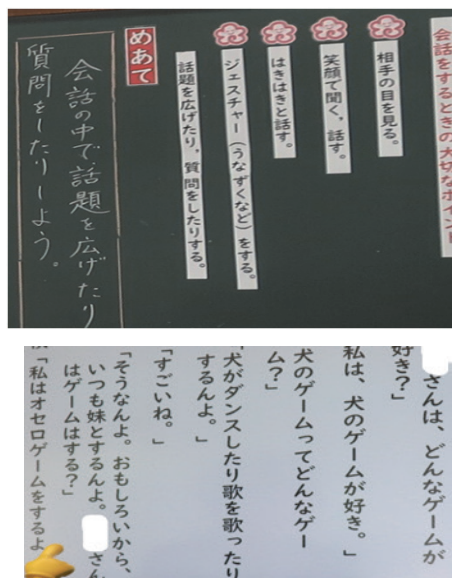 会話をするときの大切なポイント
相手の目を見る。
笑顔で聞く，話す。
はきはきと話す。
ジェスチャー（うなずくなど）をする。
話題を広げたり，質問をしたりする。
めあて
会話の中で話題を広げたり
質問をしたりしよう。
さんは、どんなゲームが
好き？」
私は、犬のゲームが好き。」
犬のゲームってどんなゲー
ム？」
「犬がダンスしたり歌を歌ったり
するんよ。」
「すごいね。」
「そうなんよ。おもしろいから、
いつも妹とするんよ。 さん
はゲームはする？」
「私はオセロゲームをするよ